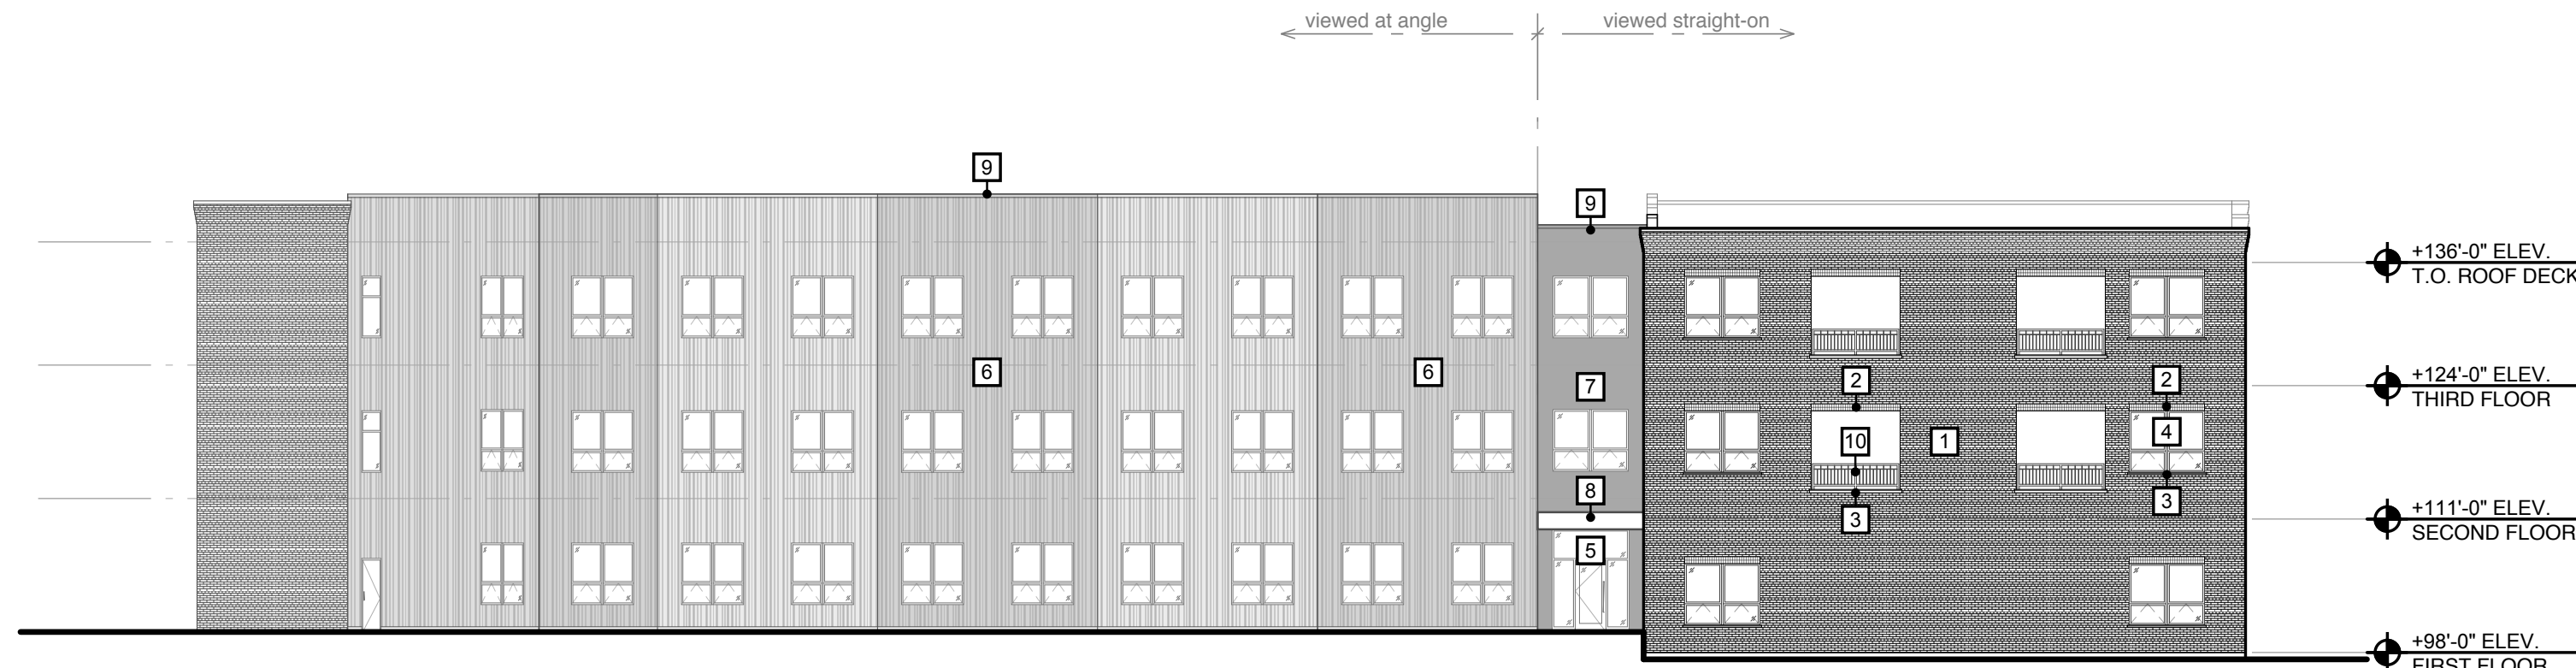 viewed at angle
viewed straight-on
9
9
+136'-0" ELEV.
T.O. ROOF DECK
6
6
7
2
2
+124'-0" ELEV.
THIRD FLOOR
10
1
4
8
3
3
+111'-0" ELEV.
SECOND FLOOR
5
+98'-0" ELEV.
FIRST FLOOR